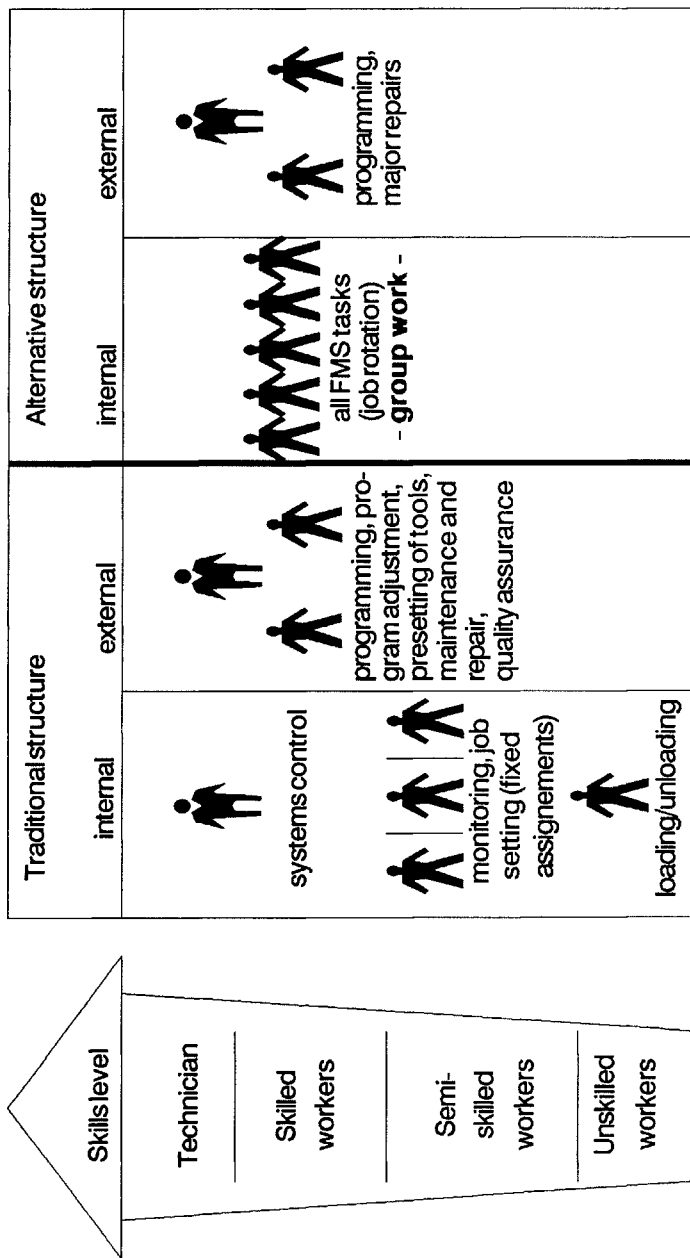 Skills level
Technician
Skilled
workers
Semi-
skilled
workers
Unskilled
workers
Traditional structure
internal
external
systems control
monitoring, job
setting (fixed
assignements)
loading/unloading
programming, pro-
gram adjustment,
presetting of tools,
maintenance and
repair,
quality assurance
Alternative structure
internal
external
all FMS tasks
(job rotation)
- group work -
programming,
major repairs